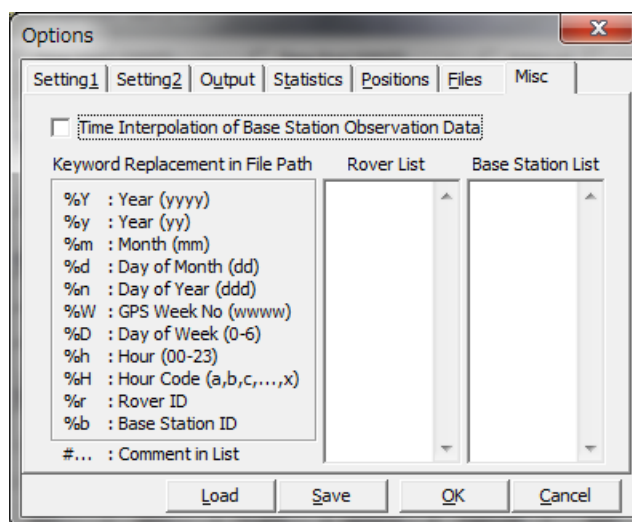 Options
Setting1 Setting2 Output Statistics Positions Files Misc
Time Interpolation of Base Station Observation Data
Keyword Replacement in File Path Rover List Base Station List
%Y : Year (yyyy)
%y : Year (yy)
%m : Month (mm)
%d : Day of Month (dd)
%n : Day of Year (ddd)
%W : GPS Week No (wwww)
%D : Day of Week (0-6)
%h : Hour (00-23)
%H : Hour Code (a,b,c,...,x)
%r : Rover ID
%b : Base Station ID
#... : Comment in List
Load Save OK Cancel